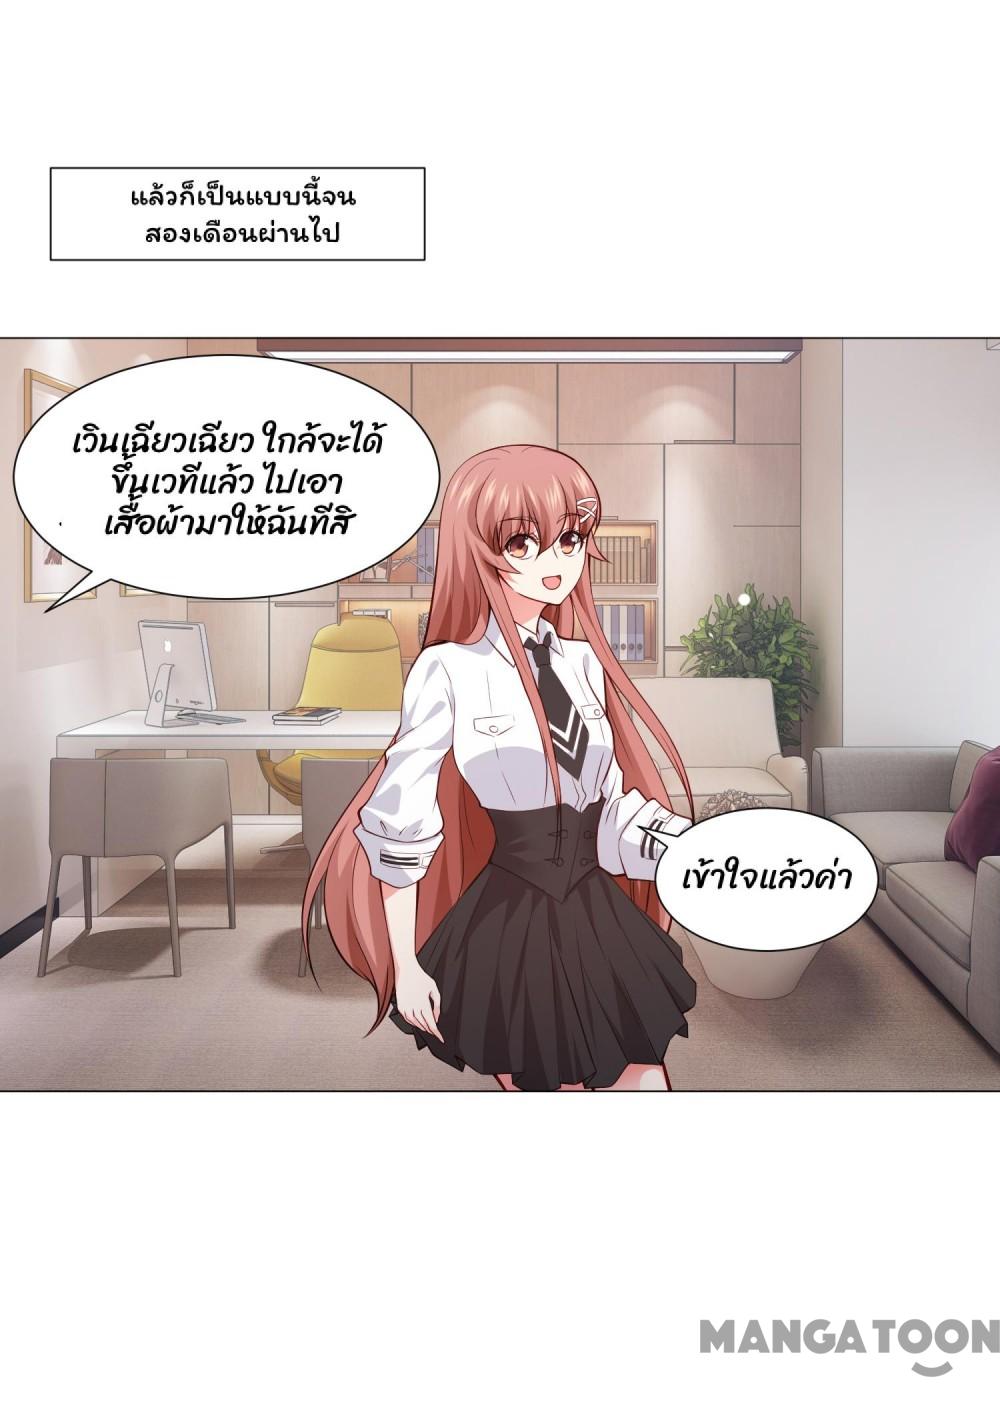 แล้วก็เป็นแบบนี้จน
สองเดือนผ่านไป
เวินเฉียวเฉียว ใกล้จะได้
ขึ้นเวทีแล้ว ไปเอา
เสื้อผ้ามาให้ฉันทีสิ
เข้าใจแล้วค่า
MANGA TOON